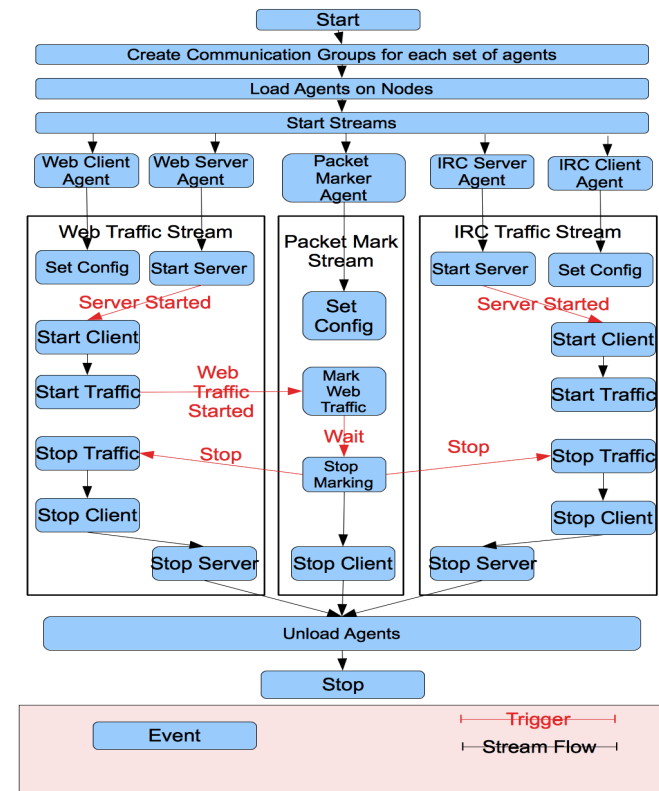 Start
Create Communication Groups for each set of agents
Load Agents on Nodes
Start Streams
Web Client
Agent
Web Server
Agent
Packet
Marker
Agent
IRC Server
Agent
IRC Client
Agent
Web Traffic Stream
Packet Mark
Stream
IRC Traffic Stream
Set Config
Start Server
Set
Config
Start Server
Set Config
Server Started
Server Started
Start Client
Start Client
Start Traffic
Web
Traffic
Started
Mark
Web
Traffic
Start Traffic
Wait
Stop Traffic
Stop
Stop
Marking
Stop
Stop Traffic
Stop Client
Stop Client
Stop Server
Stop Client
Stop Server
Unload Agents
Stop
Event
Trigger
Stream Flow